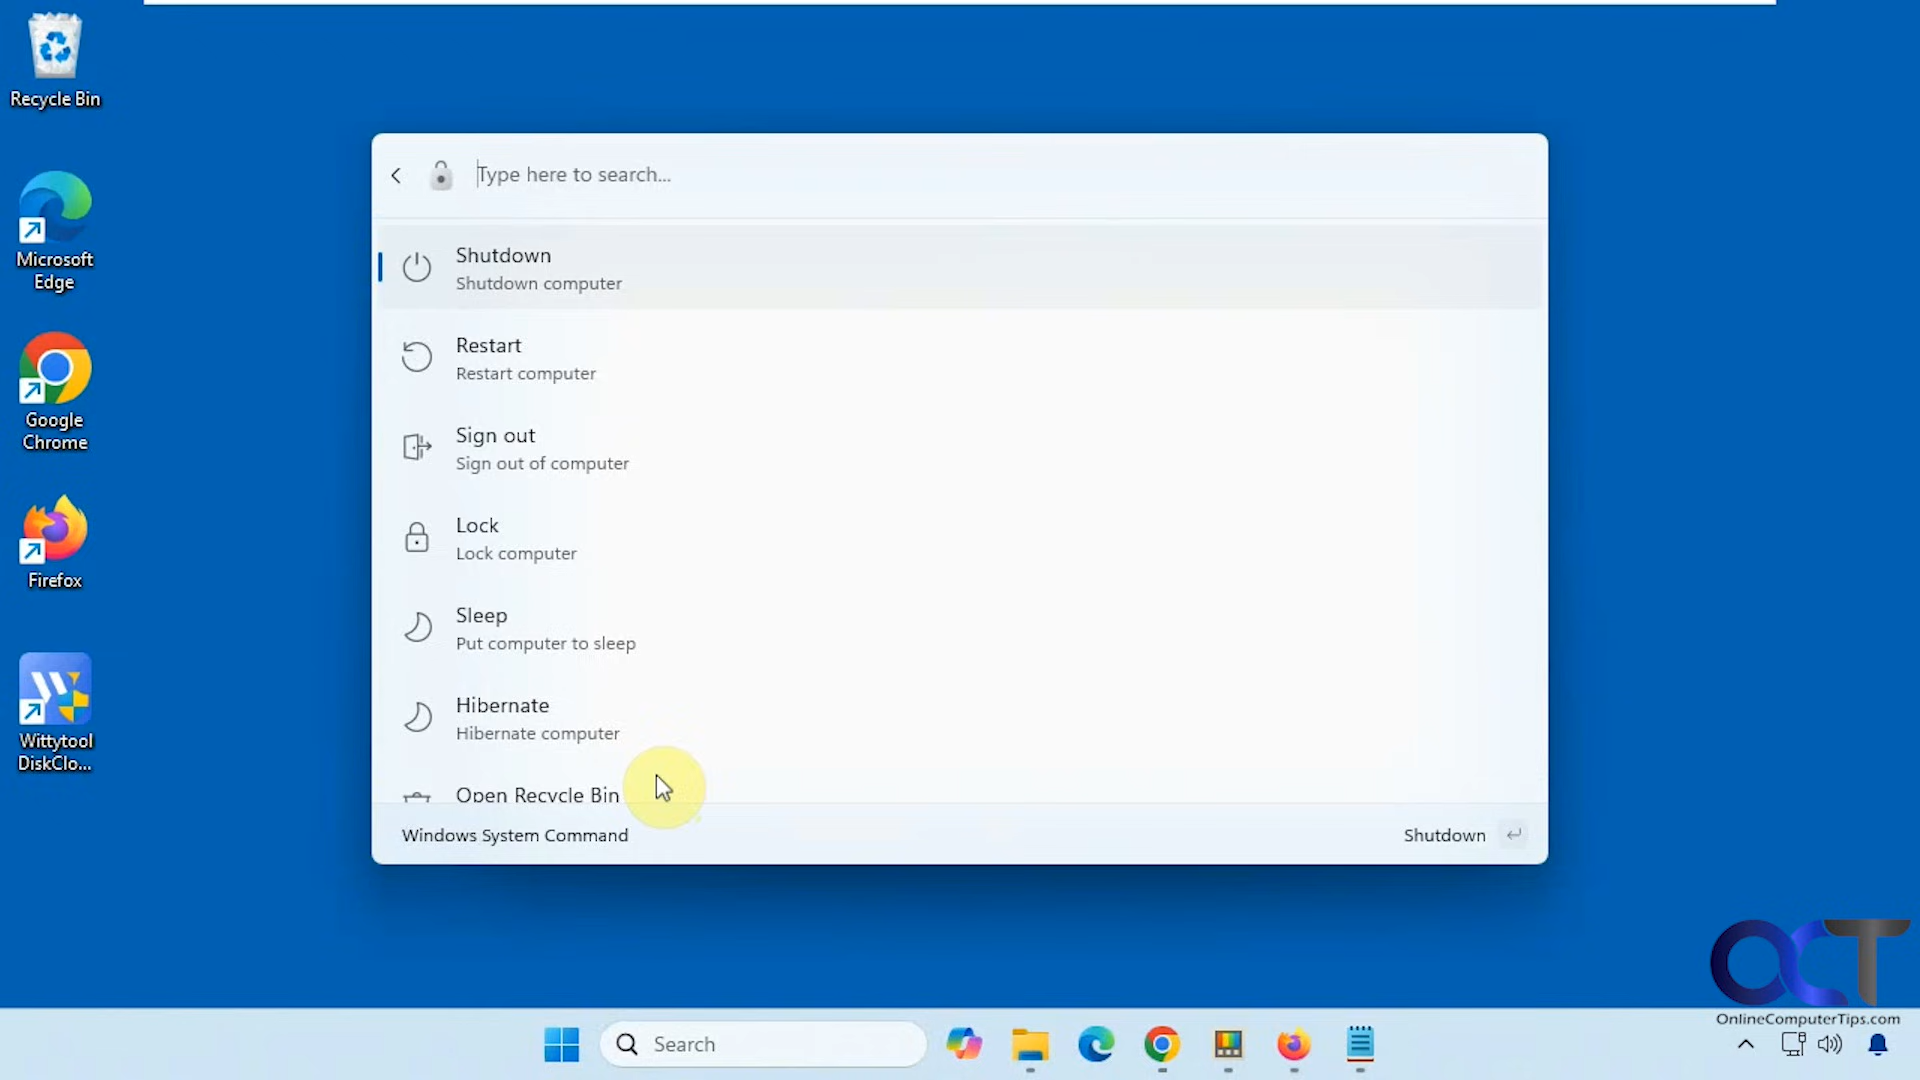 Recycle Bin
Microsoft
Edge
Google
Chrome
Firefox
Wittytool
DiskClo...
Type here to search...
Shutdown
Shutdown computer
Restart
Restart computer
Sign out
Sign out of computer
Lock
Lock computer
Sleep
Put computer to sleep
Hibernate
Hibernate computer
Open Recycle Bin
Windows System Command
Shutdown
Search
OCT
OnlineComputerTips.com